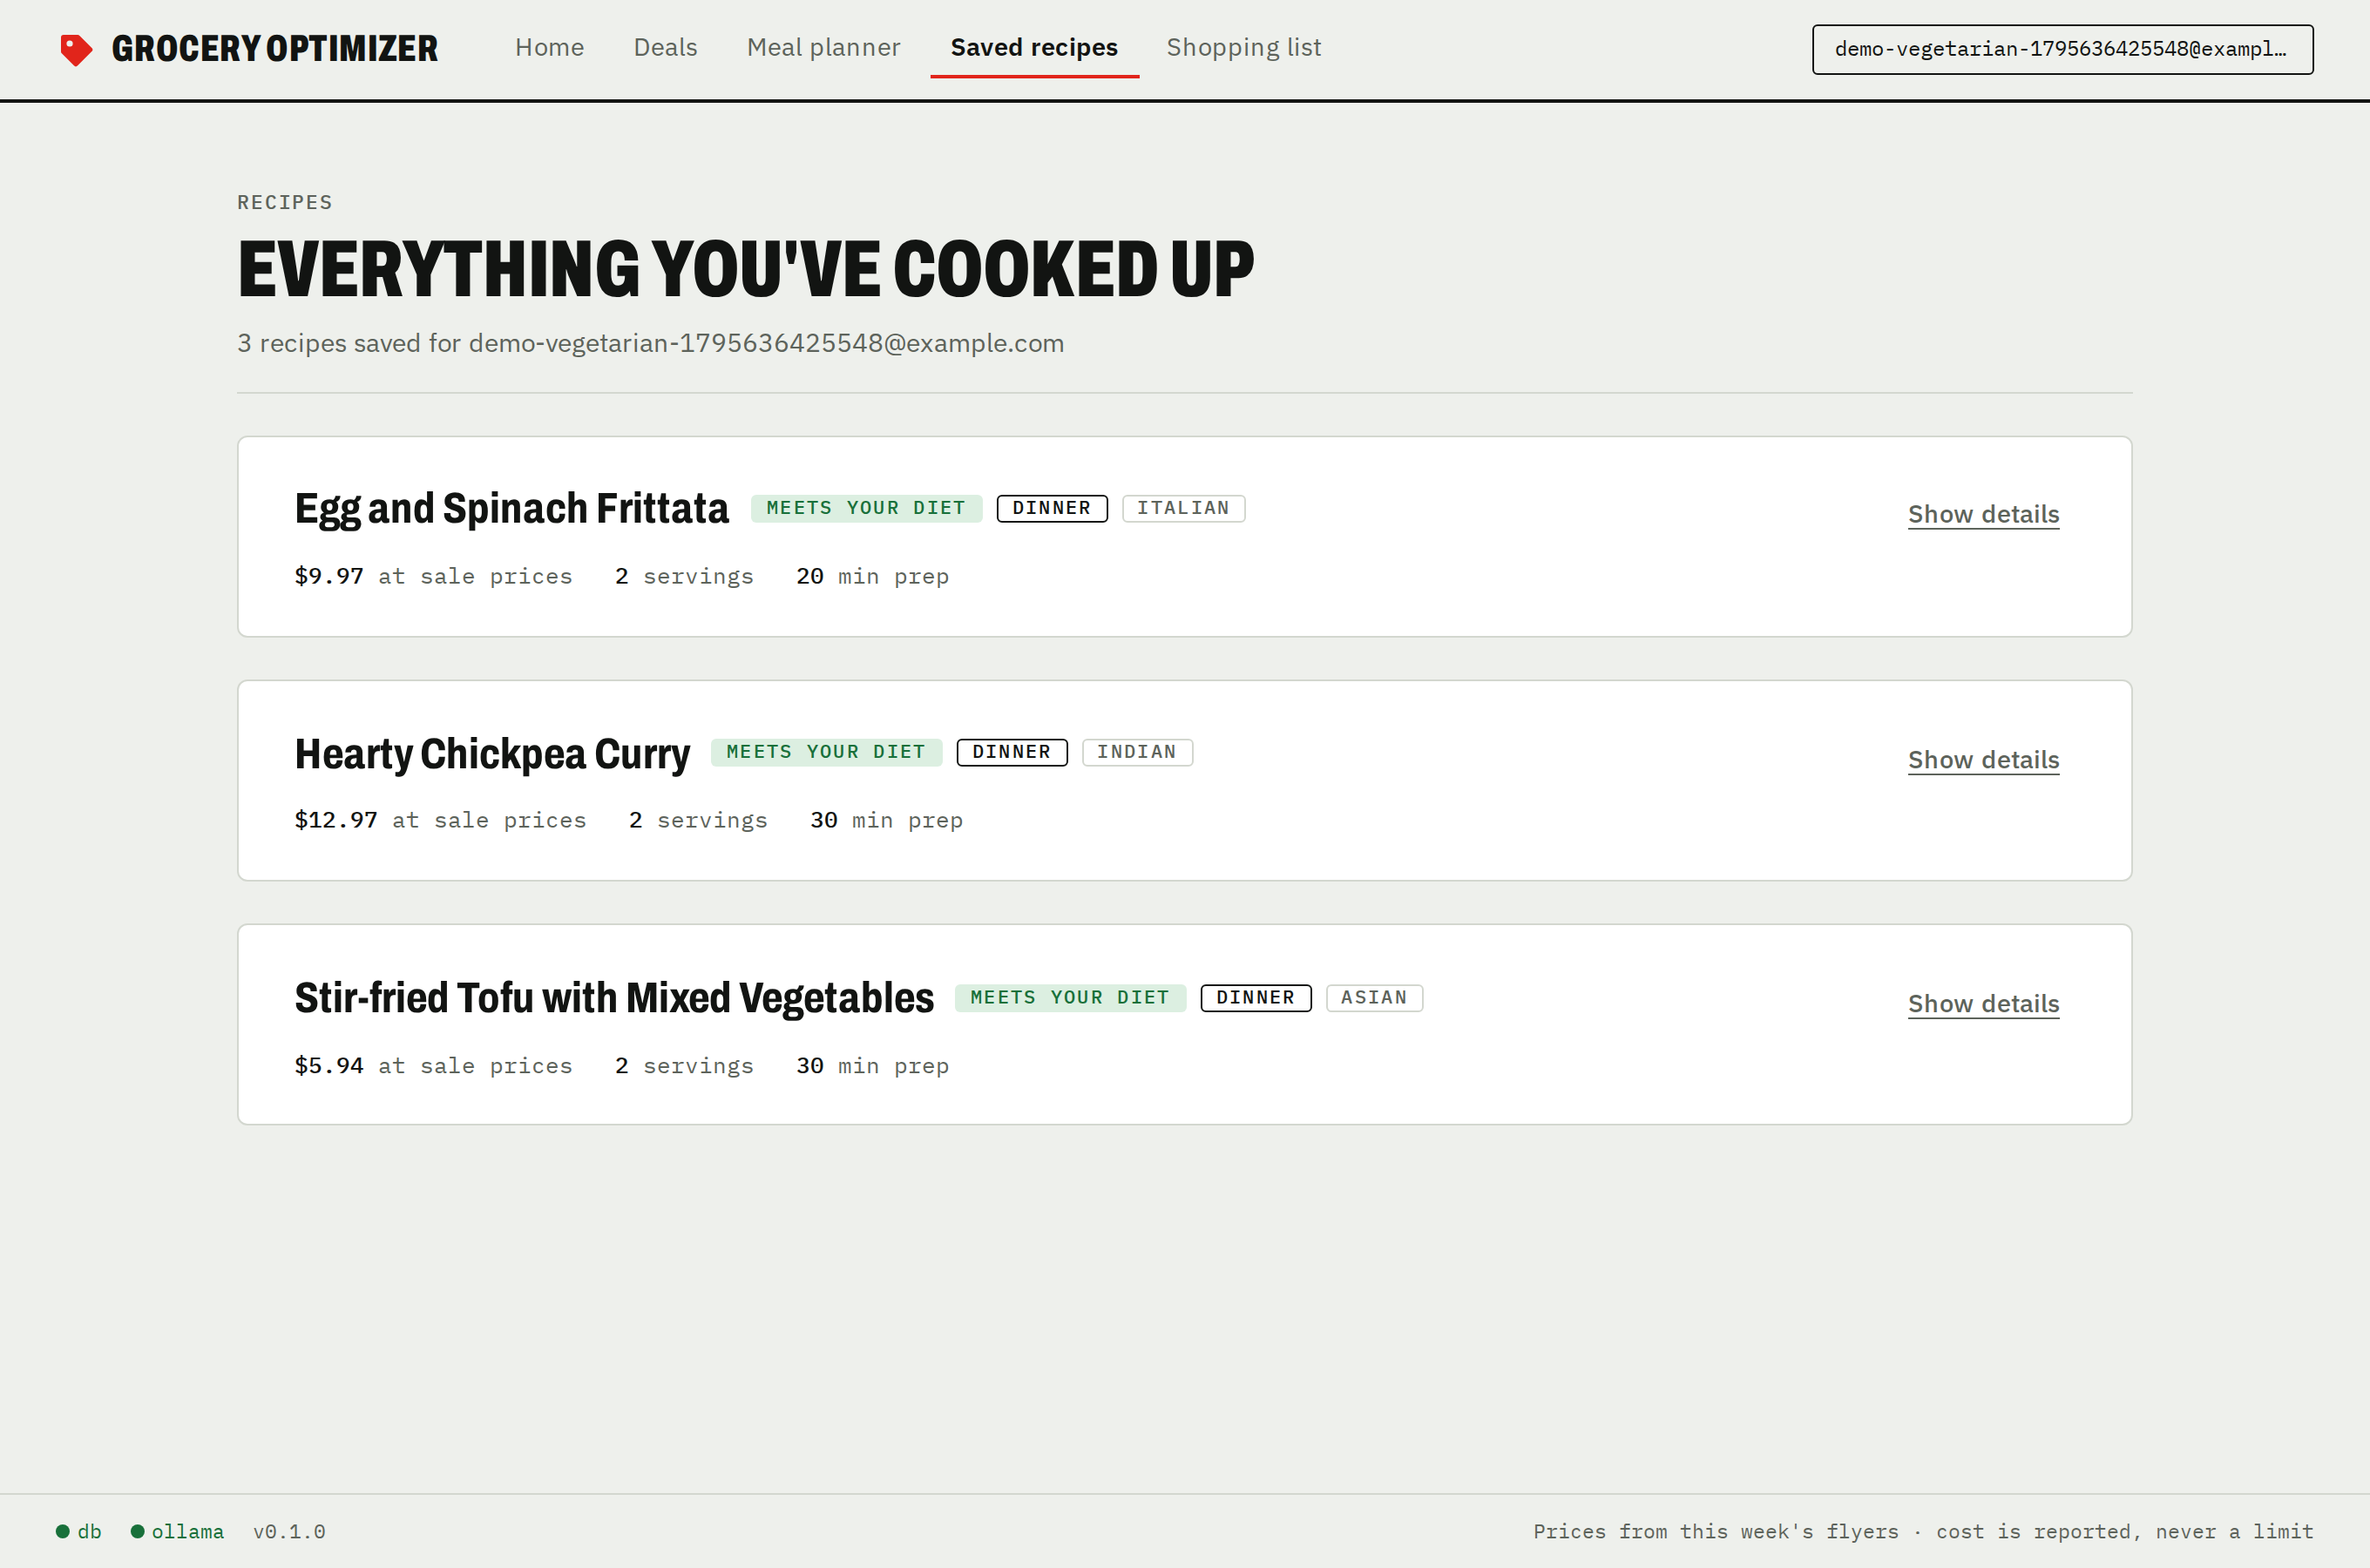 GROCERY OPTIMIZER Home Deals Meal planner Saved recipes Shopping list demo-vegetarian-1795636425548@exampl…
RECIPES
EVERYTHING YOU'VE COOKED UP
3 recipes saved for demo-vegetarian-1795636425548@example.com
Egg and Spinach Frittata MEETS YOUR DIET DINNER ITALIAN Show details
$9.97 at sale prices 2 servings 20 min prep
Hearty Chickpea Curry MEETS YOUR DIET DINNER INDIAN Show details
$12.97 at sale prices 2 servings 30 min prep
Stir-fried Tofu with Mixed Vegetables MEETS YOUR DIET DINNER ASIAN Show details
$5.94 at sale prices 2 servings 30 min prep
db ollama v0.1.0 Prices from this week's flyers · cost is reported, never a limit